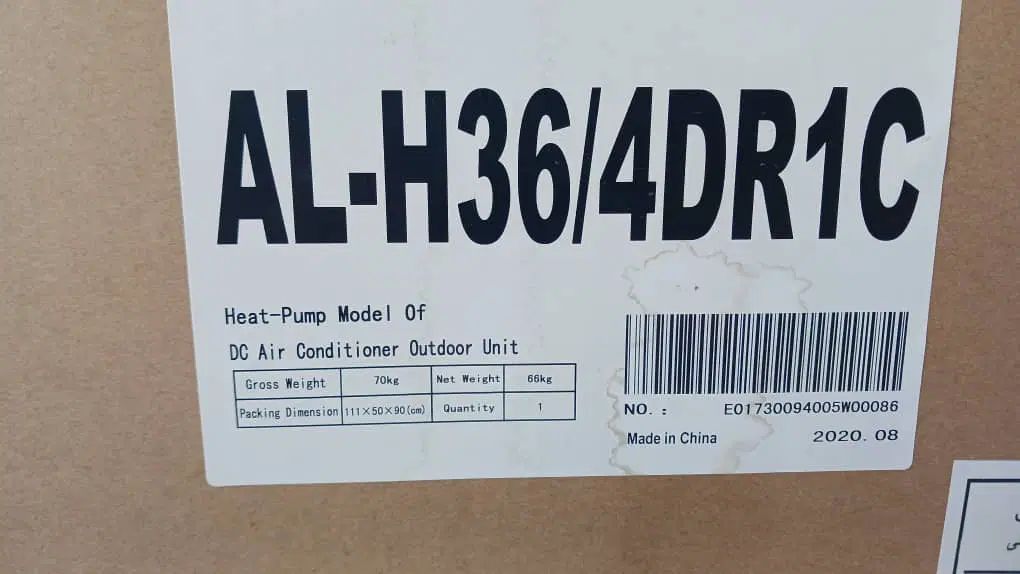 AL-H36/4DR1C
Heat-Pump Model Of
DC Air Conditioner Outdoor Unit
Gross Weight 70kg Net Weight 66kg
Packing Dimension 111×50×90(cm) Quantity 1
NO. : E01730094005W00086
Made in China 2020. 08